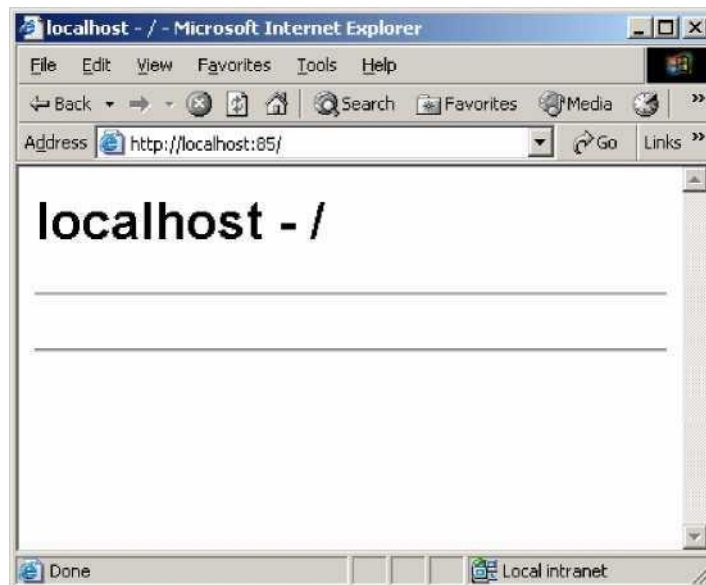 localhost - / - Microsoft Internet Explorer
File Edit View Favorites Tools Help
Back Search Favorites Media »
Address http://localhost:85/ Go Links »
localhost - /
Done Local intranet